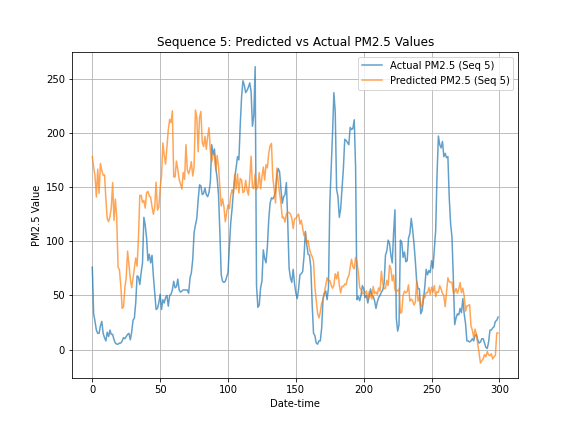 Sequence 5: Predicted vs Actual PM2.5 Values
Actual PM2.5 (Seq 5)
Predicted PM2.5 (Seq 5)
250
200
150
100
50
0
PM2.5 Value
0 50 100 150 200 250 300
Date-time